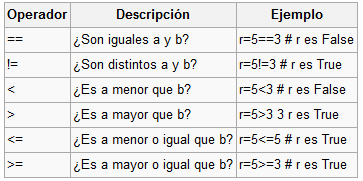 Operador Descripción Ejemplo
== ¿Son iguales a y b? r=5==3 # r es False
!= ¿Son distintos a y b? r=5!=3 # r es True
< ¿Es a menor que b? r=5<3 # r es False
> ¿Es a mayor que b? r=5>3 3 r es True
<= ¿Es a menor o igual que b? r=5<=5 # r es True
>= ¿Es a mayor o igual que b? r=5>=3 # r es True